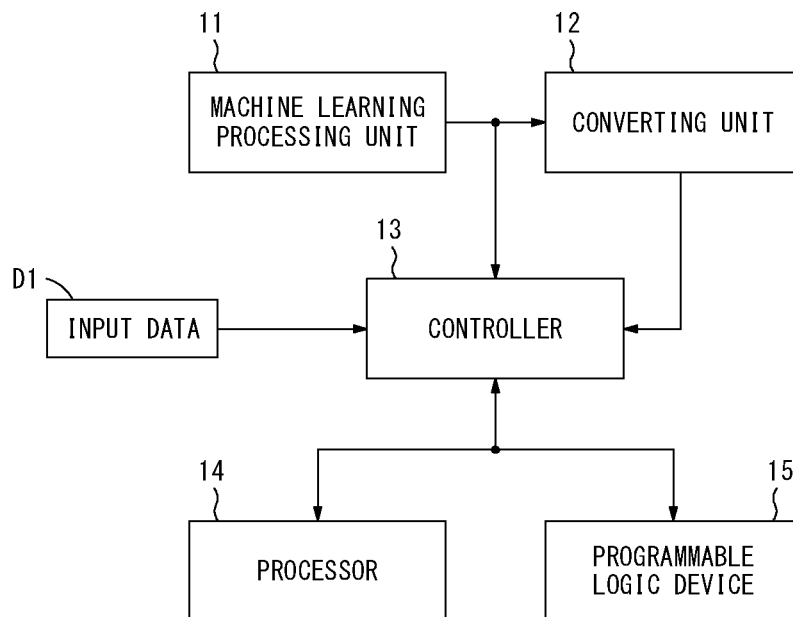 11
12
MACHINE LEARNING
PROCESSING UNIT
CONVERTING UNIT
13
D1
INPUT DATA
CONTROLLER
14
15
PROCESSOR
PROGRAMMABLE
LOGIC DEVICE